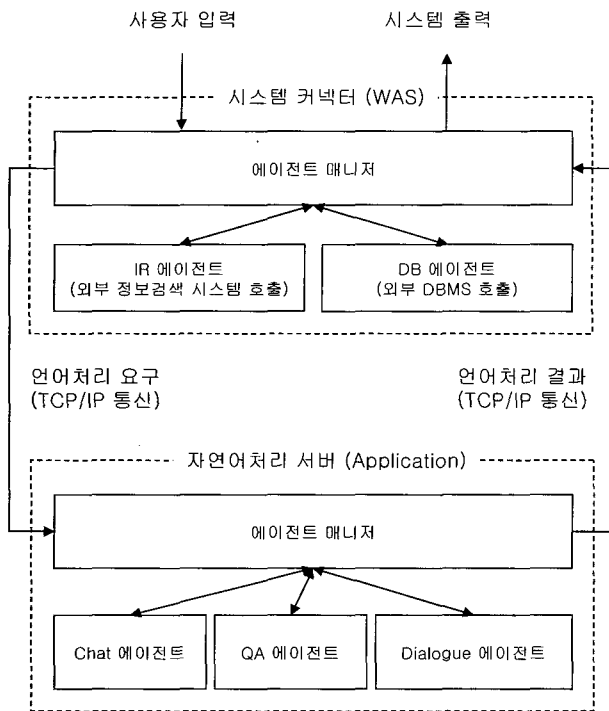 사용자 입력
시스템 출력
시스템 커넥터 (WAS)
에이전트 매니저
IR 에이전트
(외부 정보검색 시스템 호출)
DB 에이전트
(외부 DBMS 호출)
언어처리 요구
(TCP/IP 통신)
언어처리 결과
(TCP/IP 통신)
자연어처리 서버 (Application)
에이전트 매니저
Chat 에이전트
QA 에이전트
Dialogue 에이전트